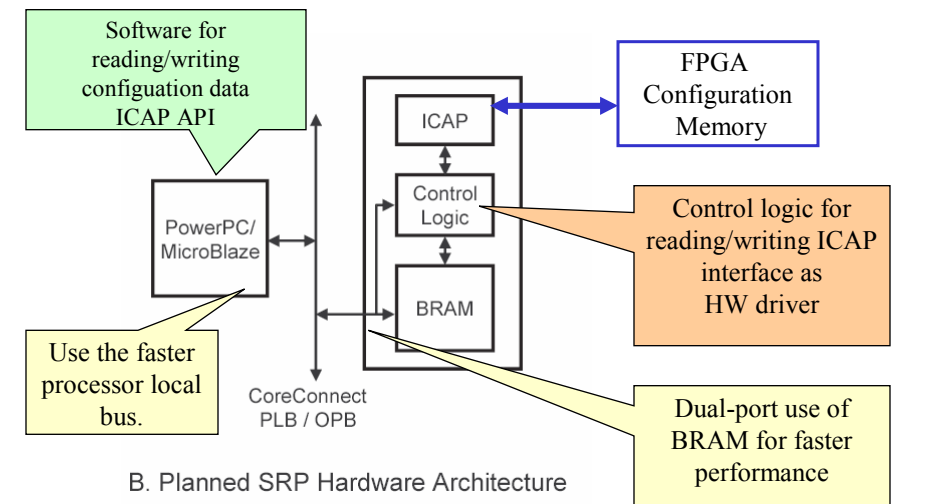 Software for
reading/writing
configuation data
ICAP API
FPGA
Configuration
Memory
ICAP
Control
Logic
PowerPC/
MicroBlaze
Control logic for
reading/writing ICAP
interface as
HW driver
BRAM
Use the faster
processor local
bus.
CoreConnect
PLB / OPB
Dual-port use of
BRAM for faster
performance
B. Planned SRP Hardware Architecture